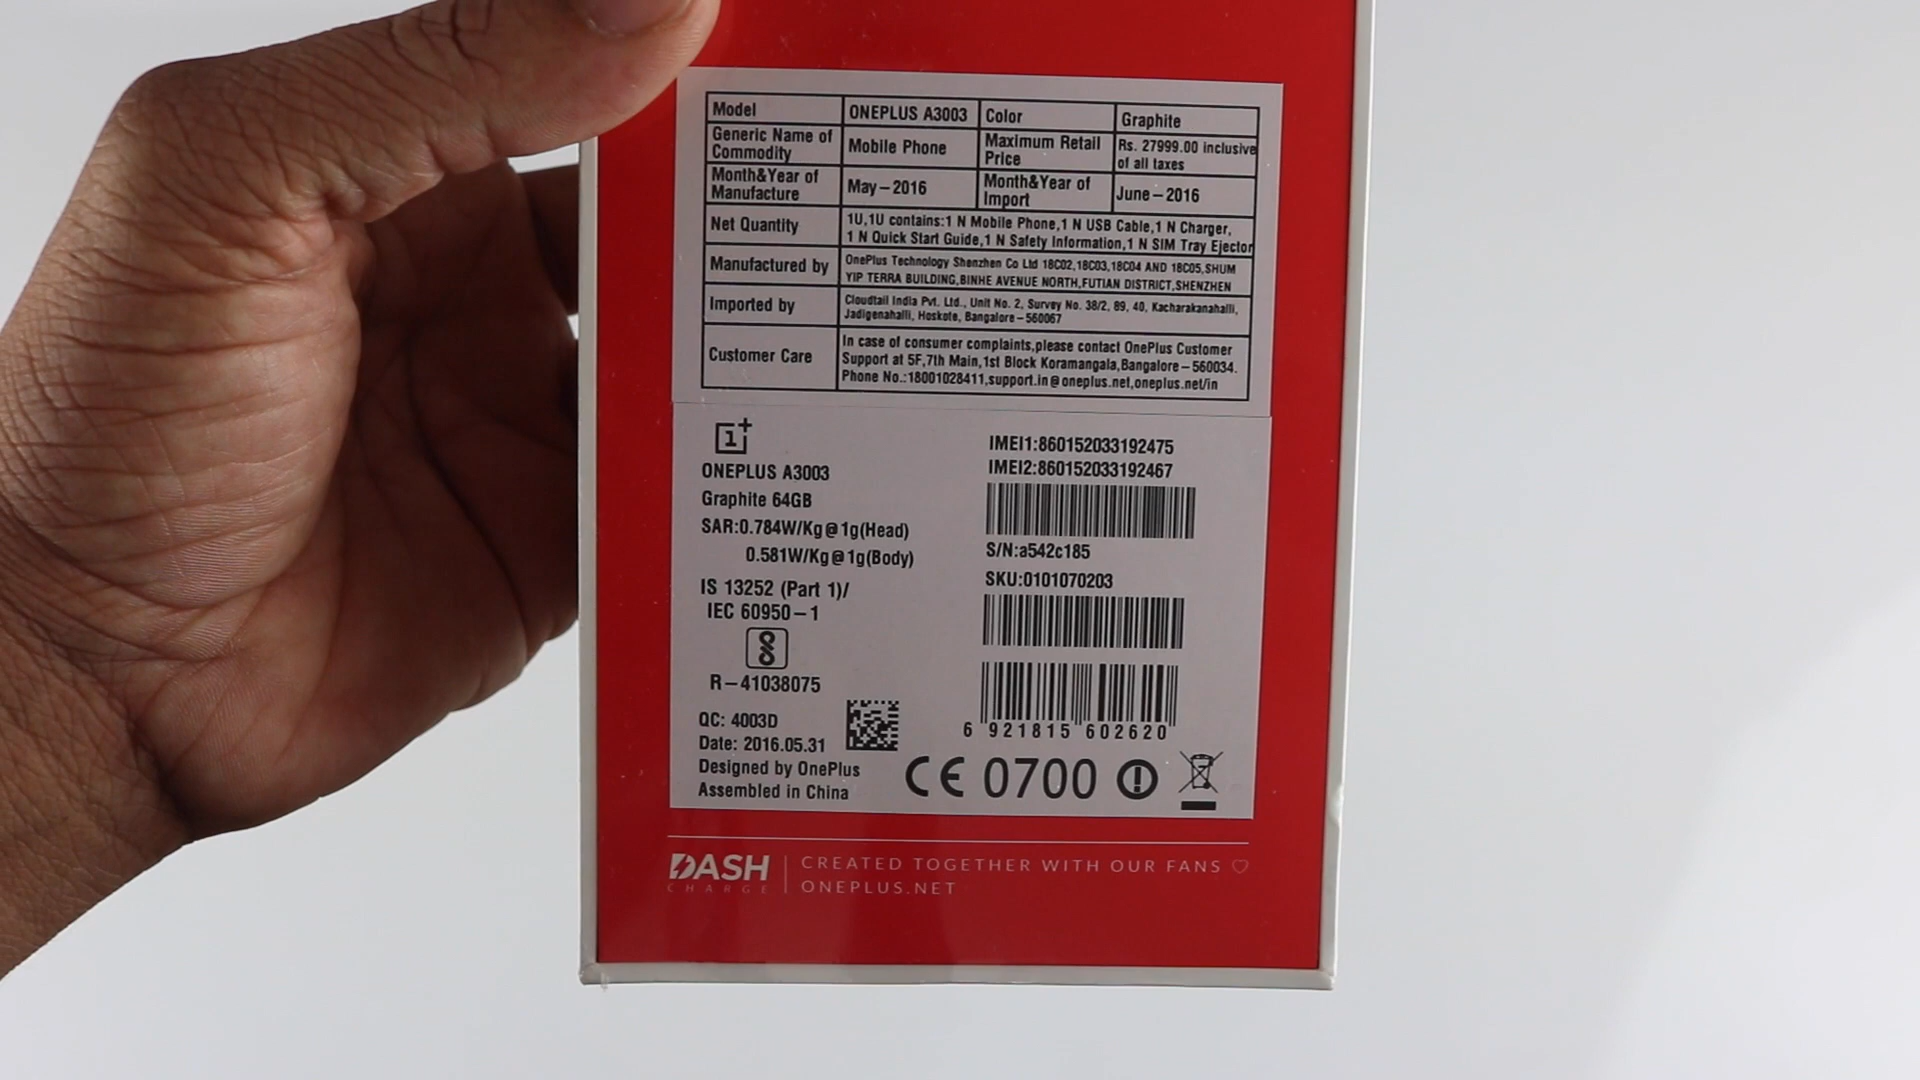 Model ONEPLUS A3003 Color Graphite
Generic Name of Commodity Mobile Phone Maximum Retail Price Rs. 27999.00 inclusive of all taxes
Month&Year of Manufacture May-2016 Month&Year of Import June-2016
Net Quantity 1U,1U contains:1 N Mobile Phone,1 N USB Cable,1 N Charger,
1 N Quick Start Guide,1 N Safety Information,1 N SIM Tray Ejector
Manufactured by OnePlus Technology Shenzhen Co Ltd 18C02,18C03,18C04 AND 18C05,SHUM
YIP TERRA BUILDING,BINHE AVENUE NORTH,FUTIAN DISTRICT,SHENZHEN
Imported by Cloudtail India Pvt. Ltd., Unit No. 2, Survey No. 38/2, 89, 40, Kacharakanahalli,
Jadigenahalli, Hoskote, Bangalore-560067
Customer Care In case of consumer complaints,please contact OnePlus Customer
Support at 5F,7th Main,1st Block Koramangala,Bangalore-560034.
Phone No.:18001028411,support.in@oneplus.net,oneplus.net/in
ONEPLUS A3003
Graphite 64GB
SAR:0.784W/Kg@1g(Head)
0.581W/Kg@1g(Body)
IS 13252 (Part 1)/
IEC 60950-1
R-41038075
QC: 4003D
Date: 2016.05.31
Designed by OnePlus
Assembled in China
IMEI1:860152033192475
IMEI2:860152033192467
S/N:a542c185
SKU:0101070203
6 921815 602620
CE 0700
DASH
CHARGE
CREATED TOGETHER WITH OUR FANS ♡
ONEPLUS.NET